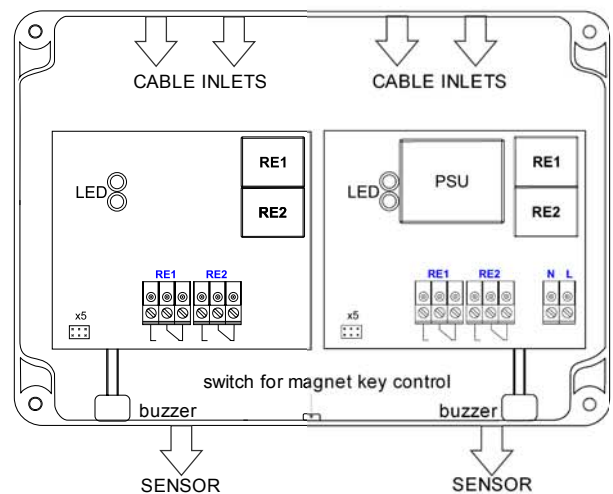 CABLE INLETS CABLE INLETS
RE1 PSU RE1
LED LED
RE2 RE2
RE1 RE2 RE1 RE2 N L
x5 x5
switch for magnet key control
buzzer buzzer
SENSOR SENSOR